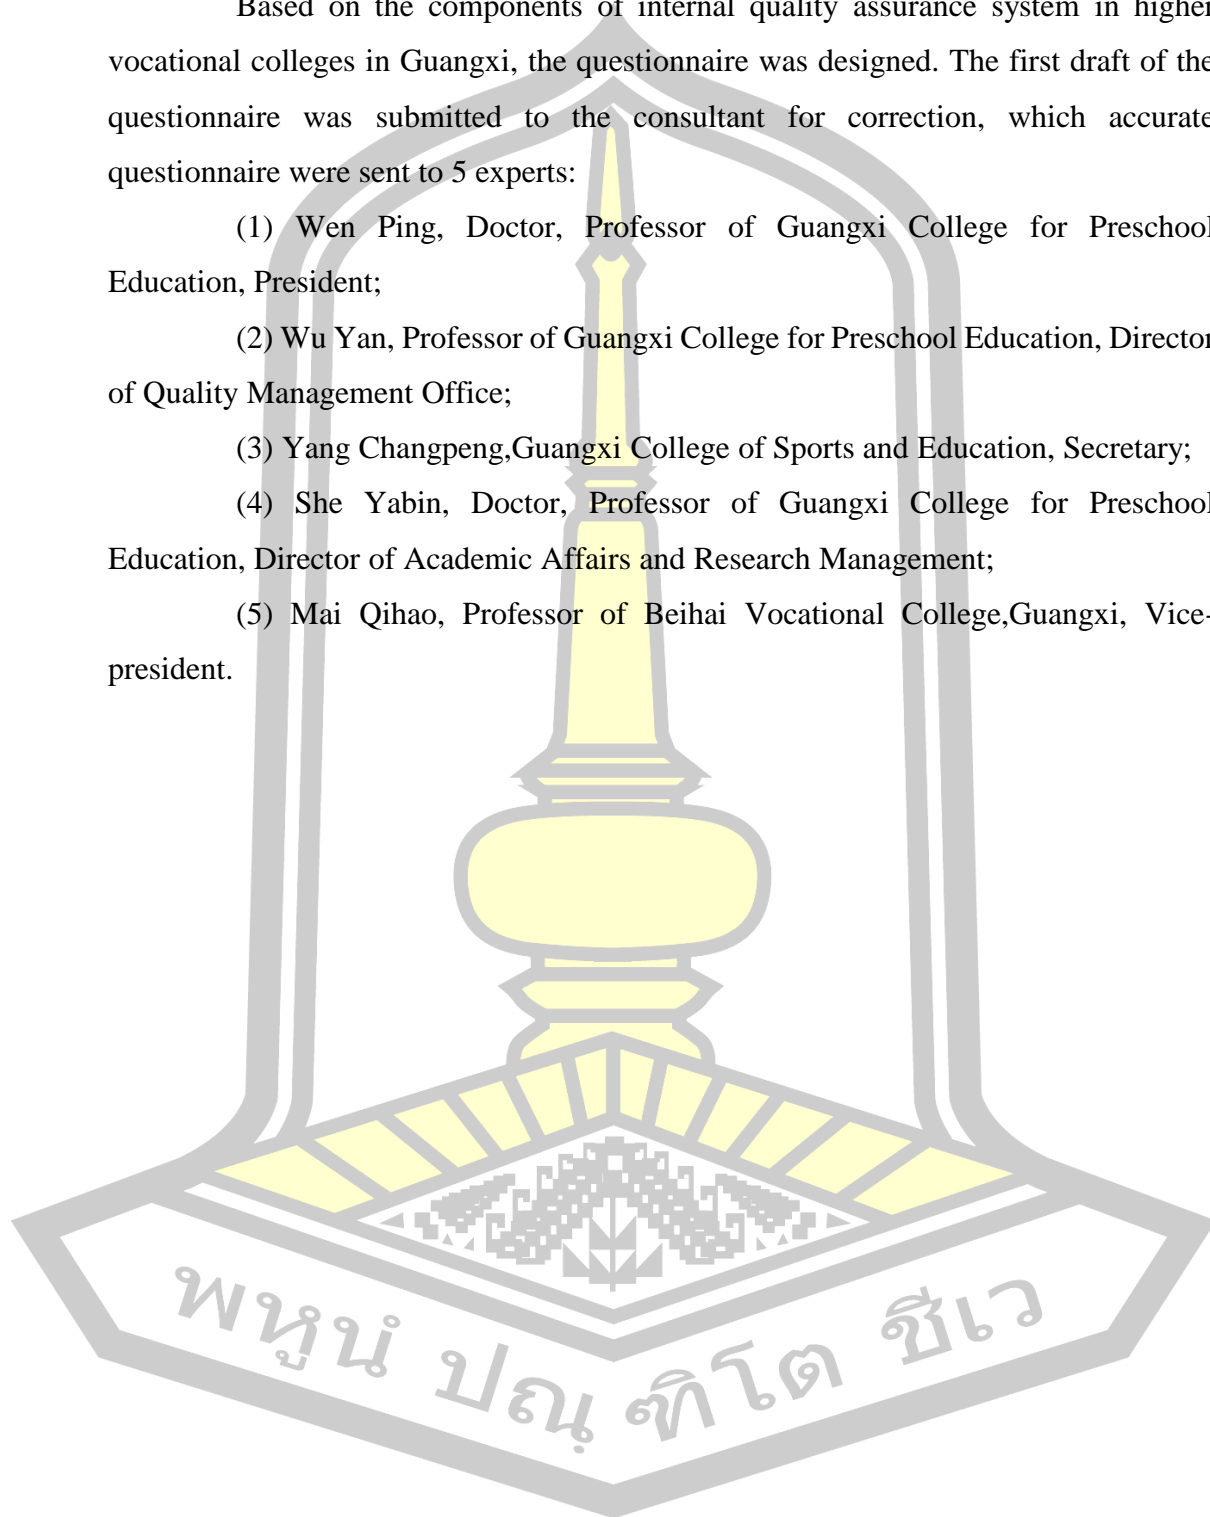 Based on the components of internal quality assurance system in higher
vocational colleges in Guangxi, the questionnaire was designed. The first draft of the
questionnaire was submitted to the consultant for correction, which accurate
questionnaire were sent to 5 experts:
(1) Wen Ping, Doctor, Professor of Guangxi College for Preschool
Education, President;
(2) Wu Yan, Professor of Guangxi College for Preschool Education, Director
of Quality Management Office;
(3) Yang Changpeng,Guangxi College of Sports and Education, Secretary;
(4) She Yabin, Doctor, Professor of Guangxi College for Preschool
Education, Director of Academic Affairs and Research Management;
(5) Mai Qihao, Professor of Beihai Vocational College,Guangxi, Vice-
president.
พหูนํ ปณฺฑิโต ชีเว